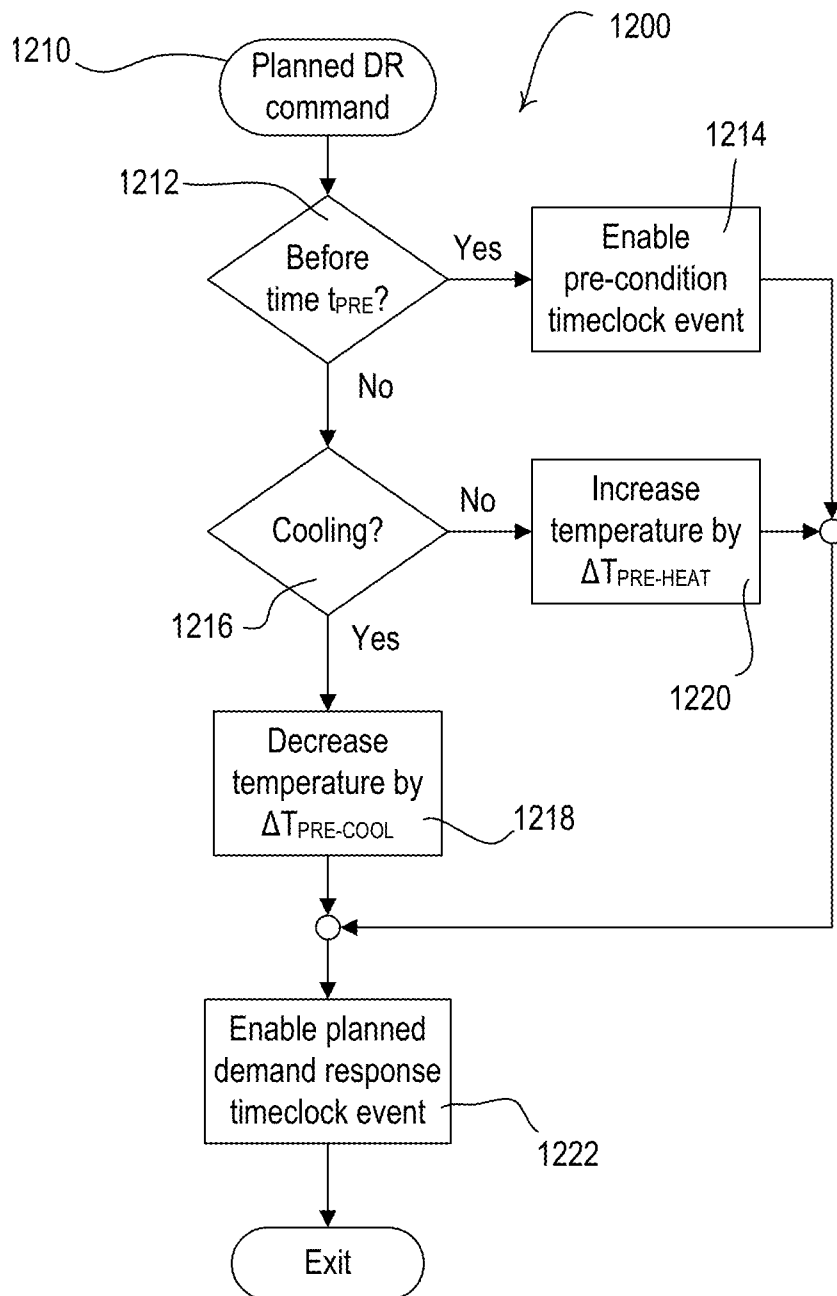 1210
Planned DR
command
1200
1212
Before
time tPRE?
Yes
1214
Enable
pre-condition
timeclock event
No
Cooling?
No
1216
Yes
Increase
temperature by
ΔTPRE-HEAT
1220
Decrease
temperature by
ΔTPRE-COOL
1218
Enable planned
demand response
timeclock event
1222
Exit